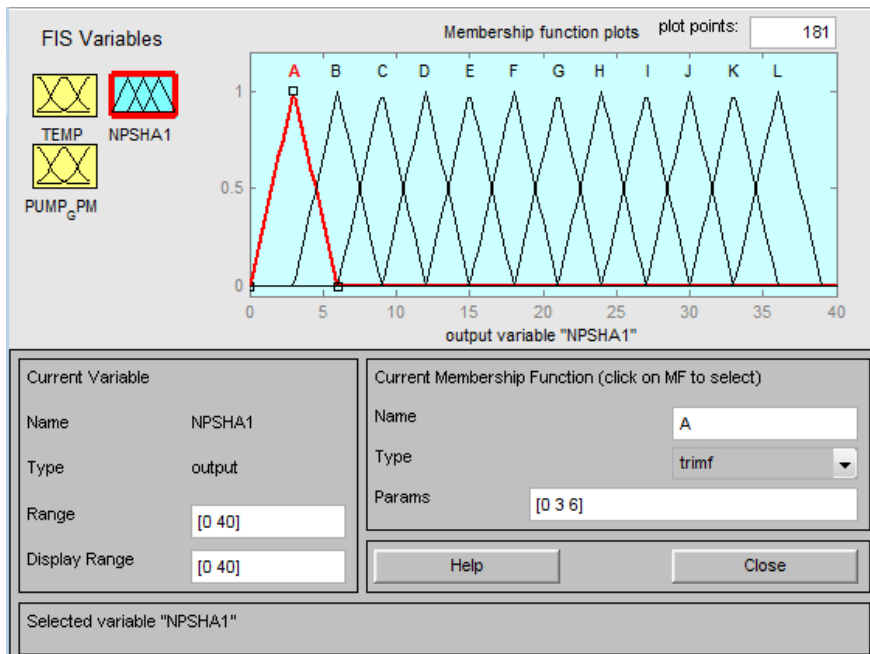 FIS Variables
Membership function plots
plot points:
181
TEMP
NPSHA1
PUMP_GPM
A B C D E F G H I J K L
1
0.5
0
0 5 10 15 20 25 30 35 40
output variable "NPSHA1"
Current Variable
Name NPSHA1
Type output
Range [0 40]
Display Range [0 40]
Current Membership Function (click on MF to select)
Name A
Type trimf
Params [0 3 6]
Help
Close
Selected variable "NPSHA1"